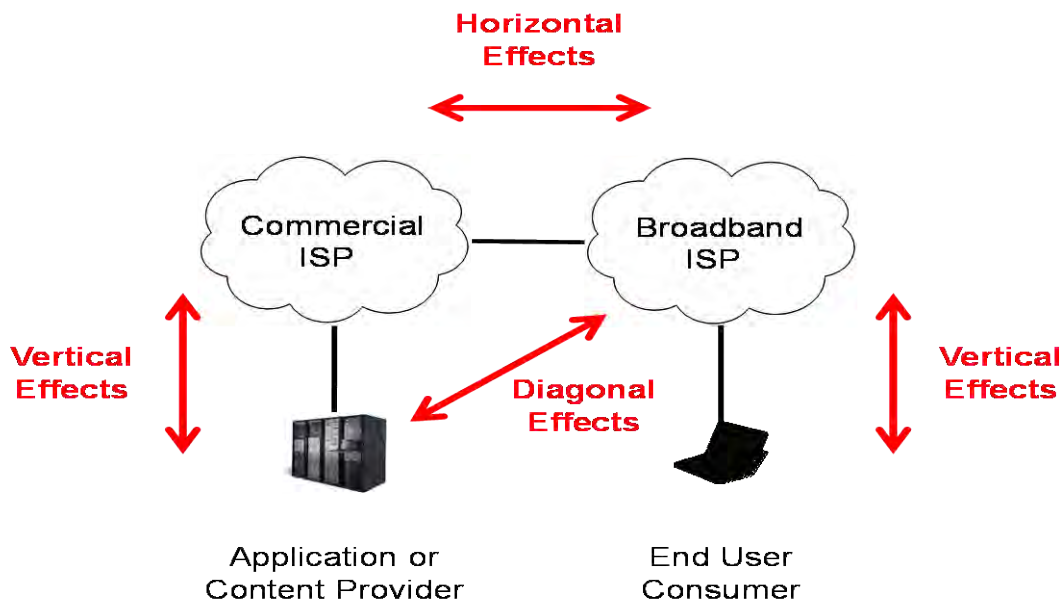 Horizontal
Effects
Commercial
ISP
Broadband
ISP
Vertical
Effects
Diagonal
Effects
Vertical
Effects
Application or
Content Provider
End User
Consumer